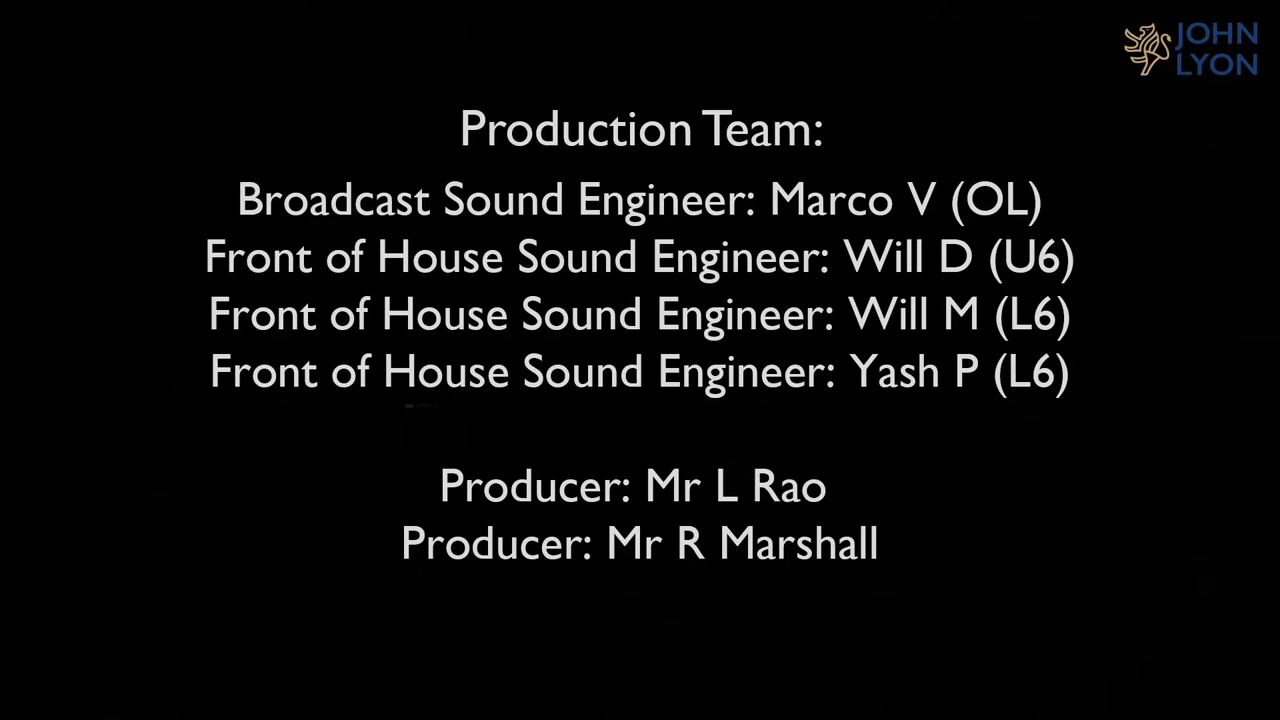 JOHN
LYON
Production Team:
Broadcast Sound Engineer: Marco V (OL)
Front of House Sound Engineer: Will D (U6)
Front of House Sound Engineer: Will M (L6)
Front of House Sound Engineer: Yash P (L6)
Producer: Mr L Rao
Producer: Mr R Marshall